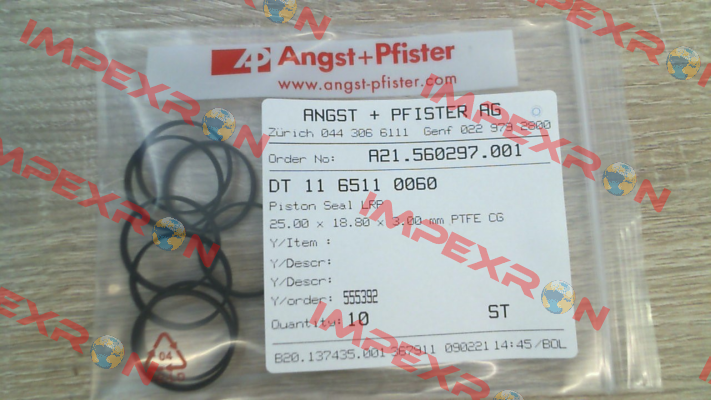 IMPEXRON
AP Angst+Pfister
www.angst-pfister.com
ANGST + PFISTER AG
Zürich 044 306 6111 Genf 022 979 2800
Order No: A21.560297.001
DT 11 6511 0060
Piston Seal LRP
25.00 x 18.80 x 3.00 mm PTFE CG
Y/Item :
Y/Descr:
Y/Descr:
Y/order: 555392
Quantity: 10 ST
B20.137435.001 367911 090221 14:45 /BOL
04
IMPEXRON
IMPEXRON
IMPEXRON
IMPEXRON